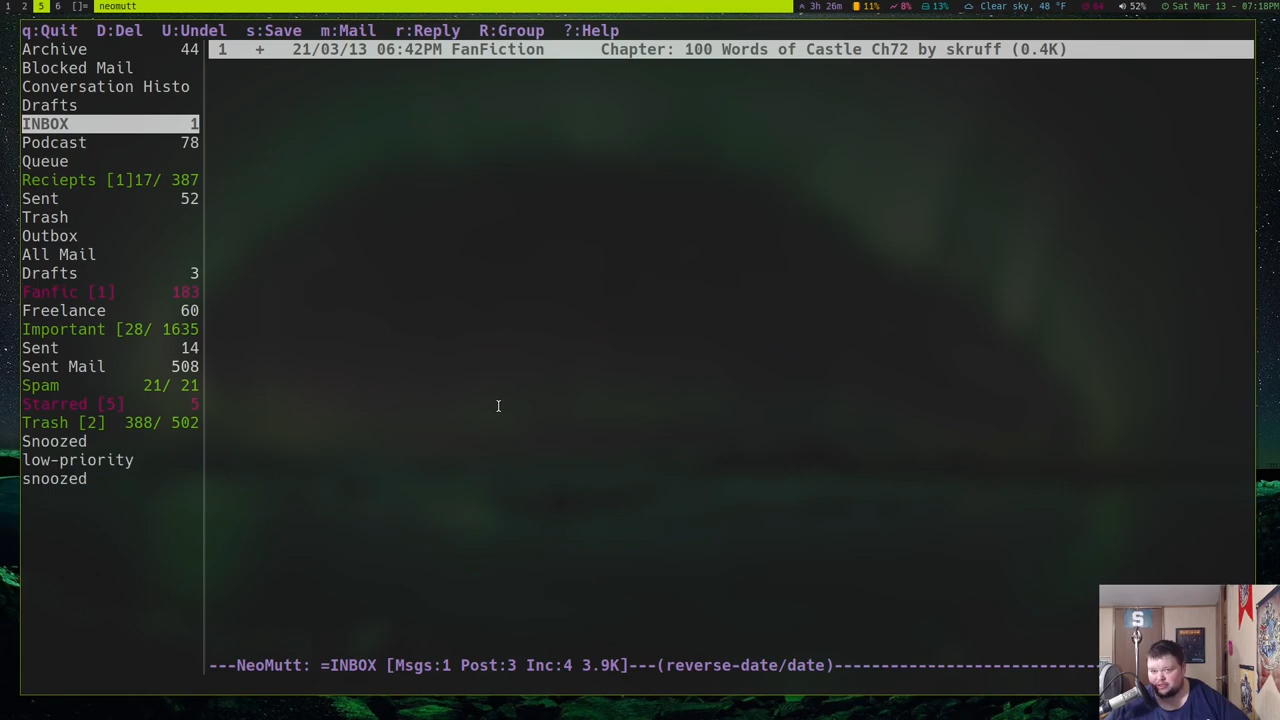 1 2 5 6 []= neomutt 3h 26m 11% 8% 13% Clear sky, 48 °F 64 52% Sat Mar 13 - 07:18PM
q:Quit D:Del U:Undel s:Save m:Mail r:Reply R:Group ?:Help
Archive 44
1 + 21/03/13 06:42PM FanFiction Chapter: 100 Words of Castle Ch72 by skruff (0.4K)
Blocked Mail
Conversation Histo
Drafts
INBOX 1
Podcast 78
Queue
Reciepts [1]17/ 387
Sent 52
Trash
Outbox
All Mail
Drafts 3
Fanfic [1] 183
Freelance 60
Important [28/ 1635
Sent 14
Sent Mail 508
Spam 21/ 21
Starred [5] 5
Trash [2] 388/ 502
Snoozed
low-priority
snoozed
S
---NeoMutt: =INBOX [Msgs:1 Post:3 Inc:4 3.9K]---(reverse-date/date)-----------------------------